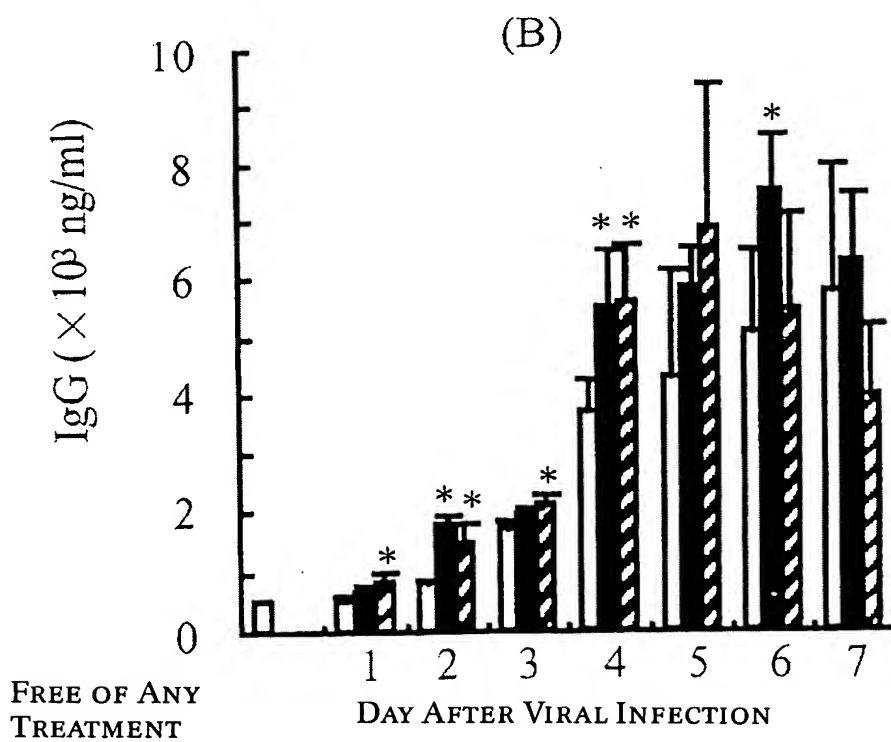 (B)
IgG (×10³ ng/ml)
10
8
6
4
2
0
*
* *
*
* *
*
1 2 3 4 5 6 7
FREE OF ANY
TREATMENT
DAY AFTER VIRAL INFECTION